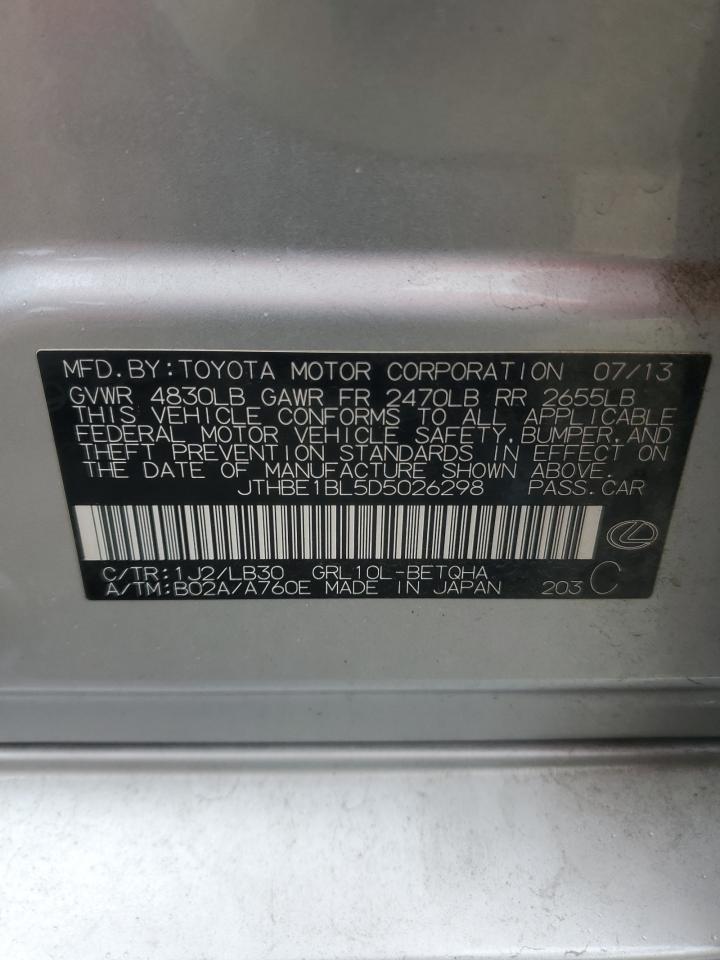 MFD.BY:TOYOTA MOTOR CORPORATION 07/13
GVWR 4830LB GAWR FR 2470LB RR 2655LB
THIS VEHICLE CONFORMS TO ALL APPLICABLE
FEDERAL MOTOR VEHICLE SAFETY,BUMPER,AND
THEFT PREVENTION STANDARDS IN EFFECT ON
THE DATE OF MANUFACTURE SHOWN ABOVE.
JTHBE1BL5D5026298 PASS.CAR
C/TR:1J2/LB30 GRL10L-BETQHA
A/TM:B02A/A760E MADE IN JAPAN 203 C